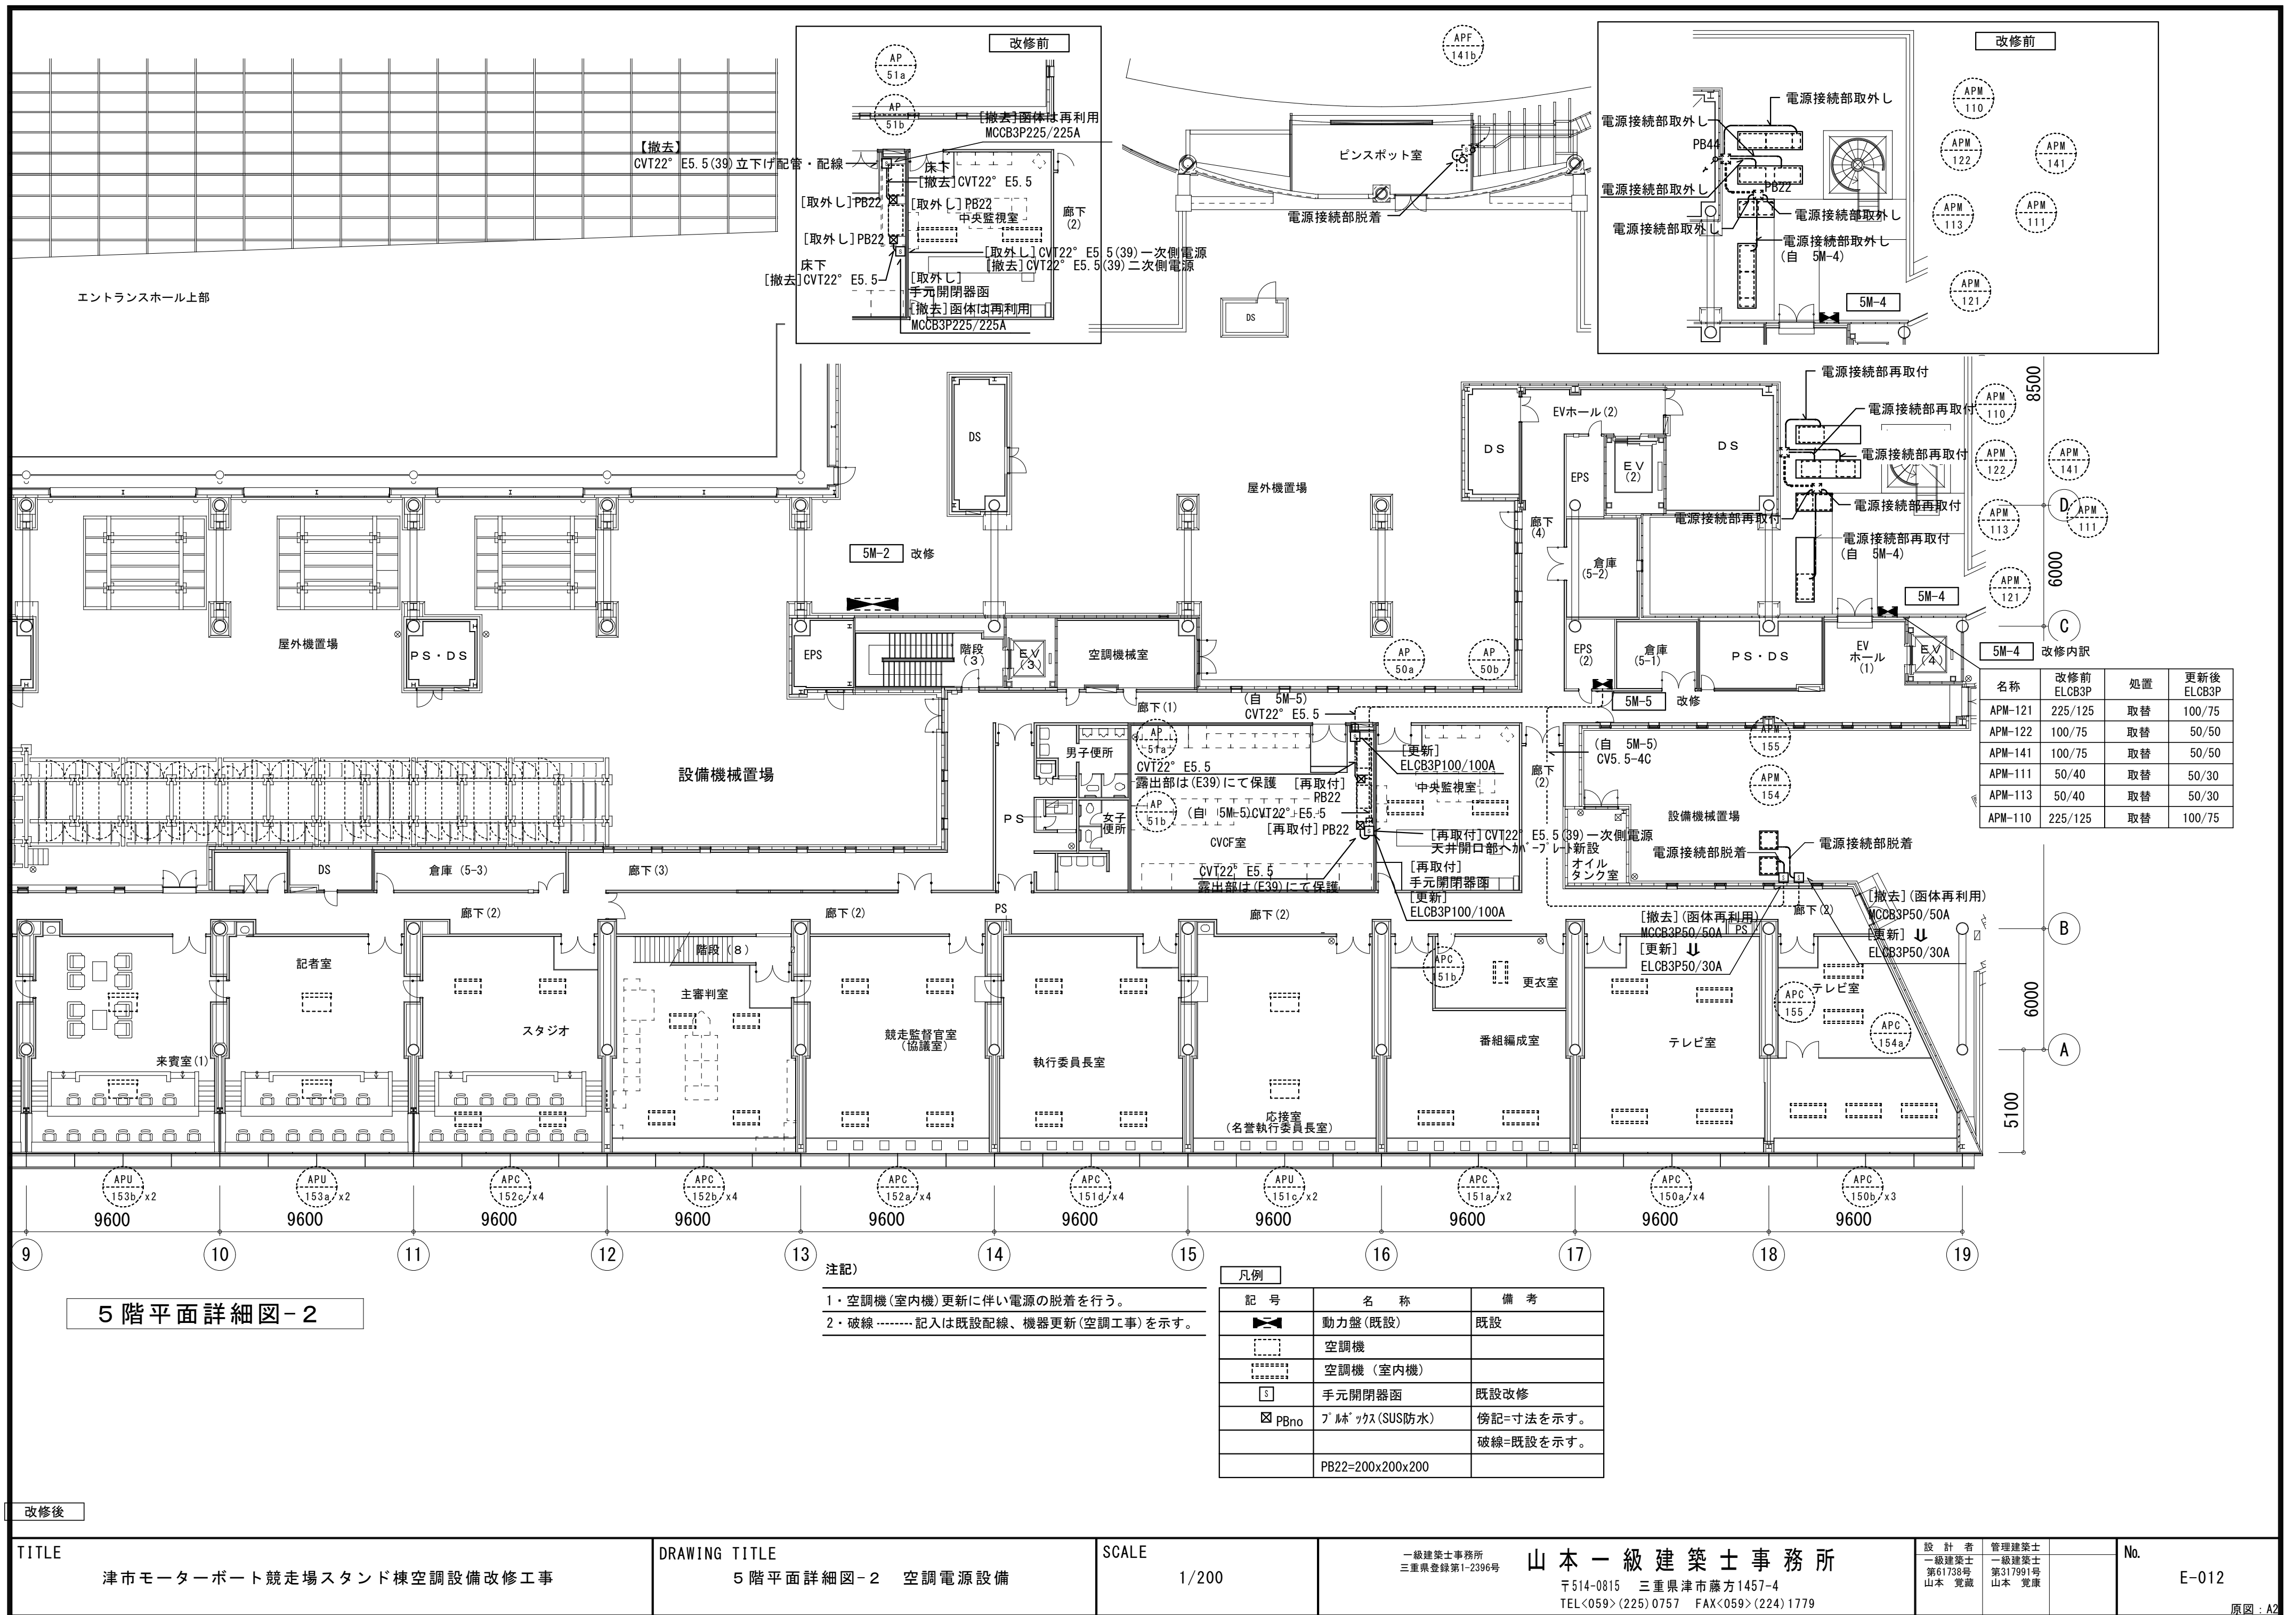 改修前
AP
51a
AP
51b
[撤去]函体は再利用
MCCB3P225/225A
【撤去】
CVT22° E5.5(39)立下げ配管・配線
床下
[撤去]CVT22° E5.5
[取外し]PB22
[取外し]PB22
中央監視室
廊下
(2)
[取外し]PB22
[取外し]CVT22° E5.5(39)一次側電源
[撤去]CVT22° E5.5(39)二次側電源
床下
[撤去]CVT22° E5.5
[取外し]
手元開閉器函
[撤去]函体は再利用
MCCB3P225/225A
エントランスホール上部
APF
141b
ピンスポット室
電源接続部脱着
DS
改修前
電源接続部取外し
電源接続部取外し
PB44
電源接続部取外し
PB22
電源接続部取外し
電源接続部取外し
電源接続部取外し
(自 5M-4)
5M-4
APM
110
APM
122
APM
141
APM
113
APM
111
APM
121
電源接続部再取付
電源接続部再取付
電源接続部再取付
電源接続部再取付
電源接続部再取付
電源接続部再取付
(自 5M-4)
APM
110
APM
122
APM
141
APM
113
APM
111
APM
121
8500
D
6000
C
5M-4
DS
屋外機置場
5M-2 改修
DS
EVホール(2)
EPS
EV
(2)
DS
廊下
(4)
倉庫
(5-2)
屋外機置場
PS・DS
EPS
階段
(3)
EV
(3)
空調機械室
AP
50a
AP
50b
EPS
(2)
倉庫
(5-1)
PS・DS
EV
ホール
(1)
EV
(4)
5M-5 改修
5M-4 改修内訳
名称 改修前 ELCB3P 処置 更新後 ELCB3P
APM-121 225/125 取替 100/75
APM-122 100/75 取替 50/50
APM-141 100/75 取替 50/50
APM-111 50/40 取替 50/30
APM-113 50/40 取替 50/30
APM-110 225/125 取替 100/75
廊下(1)
(自 5M-5)
CVT22° E5.5
設備機械置場
男子便所
PS
女子
便所
AP
51a
CVT22° E5.5
露出部は(E39)にて保護
[再取付]
PB22
AP
51b
(自 5M-5)CVT22° E5.5
[再取付]PB22
CVCF室
CVT22° E5.5
露出部は(E39)にて保護
[更新]
ELCB3P100/100A
中央監視室
[再取付]CVT22° E5.5(39)一次側電源
天井開口部へｶﾊﾞｰﾌﾟﾚｰﾄ新設
[再取付]
手元開閉器函
[更新]
ELCB3P100/100A
廊下
(2)
(自 5M-5)
CV5.5-4C
APM
155
APM
154
設備機械置場
オイル
タンク室
電源接続部脱着
電源接続部脱着
[撤去](函体再利用)
MCCB3P50/50A
[更新] ⇓
ELCB3P50/30A
[撤去](函体再利用)
MCCB3P50/50A
[更新] ⇓
ELCB3P50/30A
廊下(2)
PS
DS
倉庫(5-3)
廊下(3)
廊下(2)
廊下(2)
PS
廊下(2)
B
6000
A
5100
記者室
来賓室(1)
スタジオ
階段(8)
主審判室
競走監督官室
(協議室)
執行委員長室
応接室
(名誉執行委員長室)
APC
151b
更衣室
番組編成室
テレビ室
APC
155
テレビ室
APC
154a
APU
153b x2
APU
153a x2
APC
152c x4
APC
152b x4
APC
152a x4
APC
151d x4
APU
151c x2
APC
151a x2
APC
150a x4
APC
150b x3
9600 9600 9600 9600 9600 9600 9600 9600 9600 9600
9 10 11 12 13 14 15 16 17 18 19
５階平面詳細図-２
注記)
1・空調機(室内機)更新に伴い電源の脱着を行う。
2・破線-------記入は既設配線、機器更新(空調工事)を示す。
凡例
記 号 名 称 備 考
動力盤(既設) 既設
空調機
空調機 (室内機)
S 手元開閉器函 既設改修
PBno ﾌﾟﾙﾎﾞｯｸｽ(SUS防水) 傍記=寸法を示す。
破線=既設を示す。
PB22=200x200x200
改修後
TITLE
津市モーターボート競走場スタンド棟空調設備改修工事
DRAWING TITLE
５階平面詳細図-２ 空調電源設備
SCALE
1/200
一級建築士事務所
三重県登録第1-2396号
山本一級建築士事務所
〒514-0815 三重県津市藤方1457-4
TEL<059>(225)0757 FAX<059>(224)1779
設 計 者
一級建築士
第61738号
山本 覚蔵
管理建築士
一級建築士
第317991号
山本 覚康
No.
E-012
原図：A2